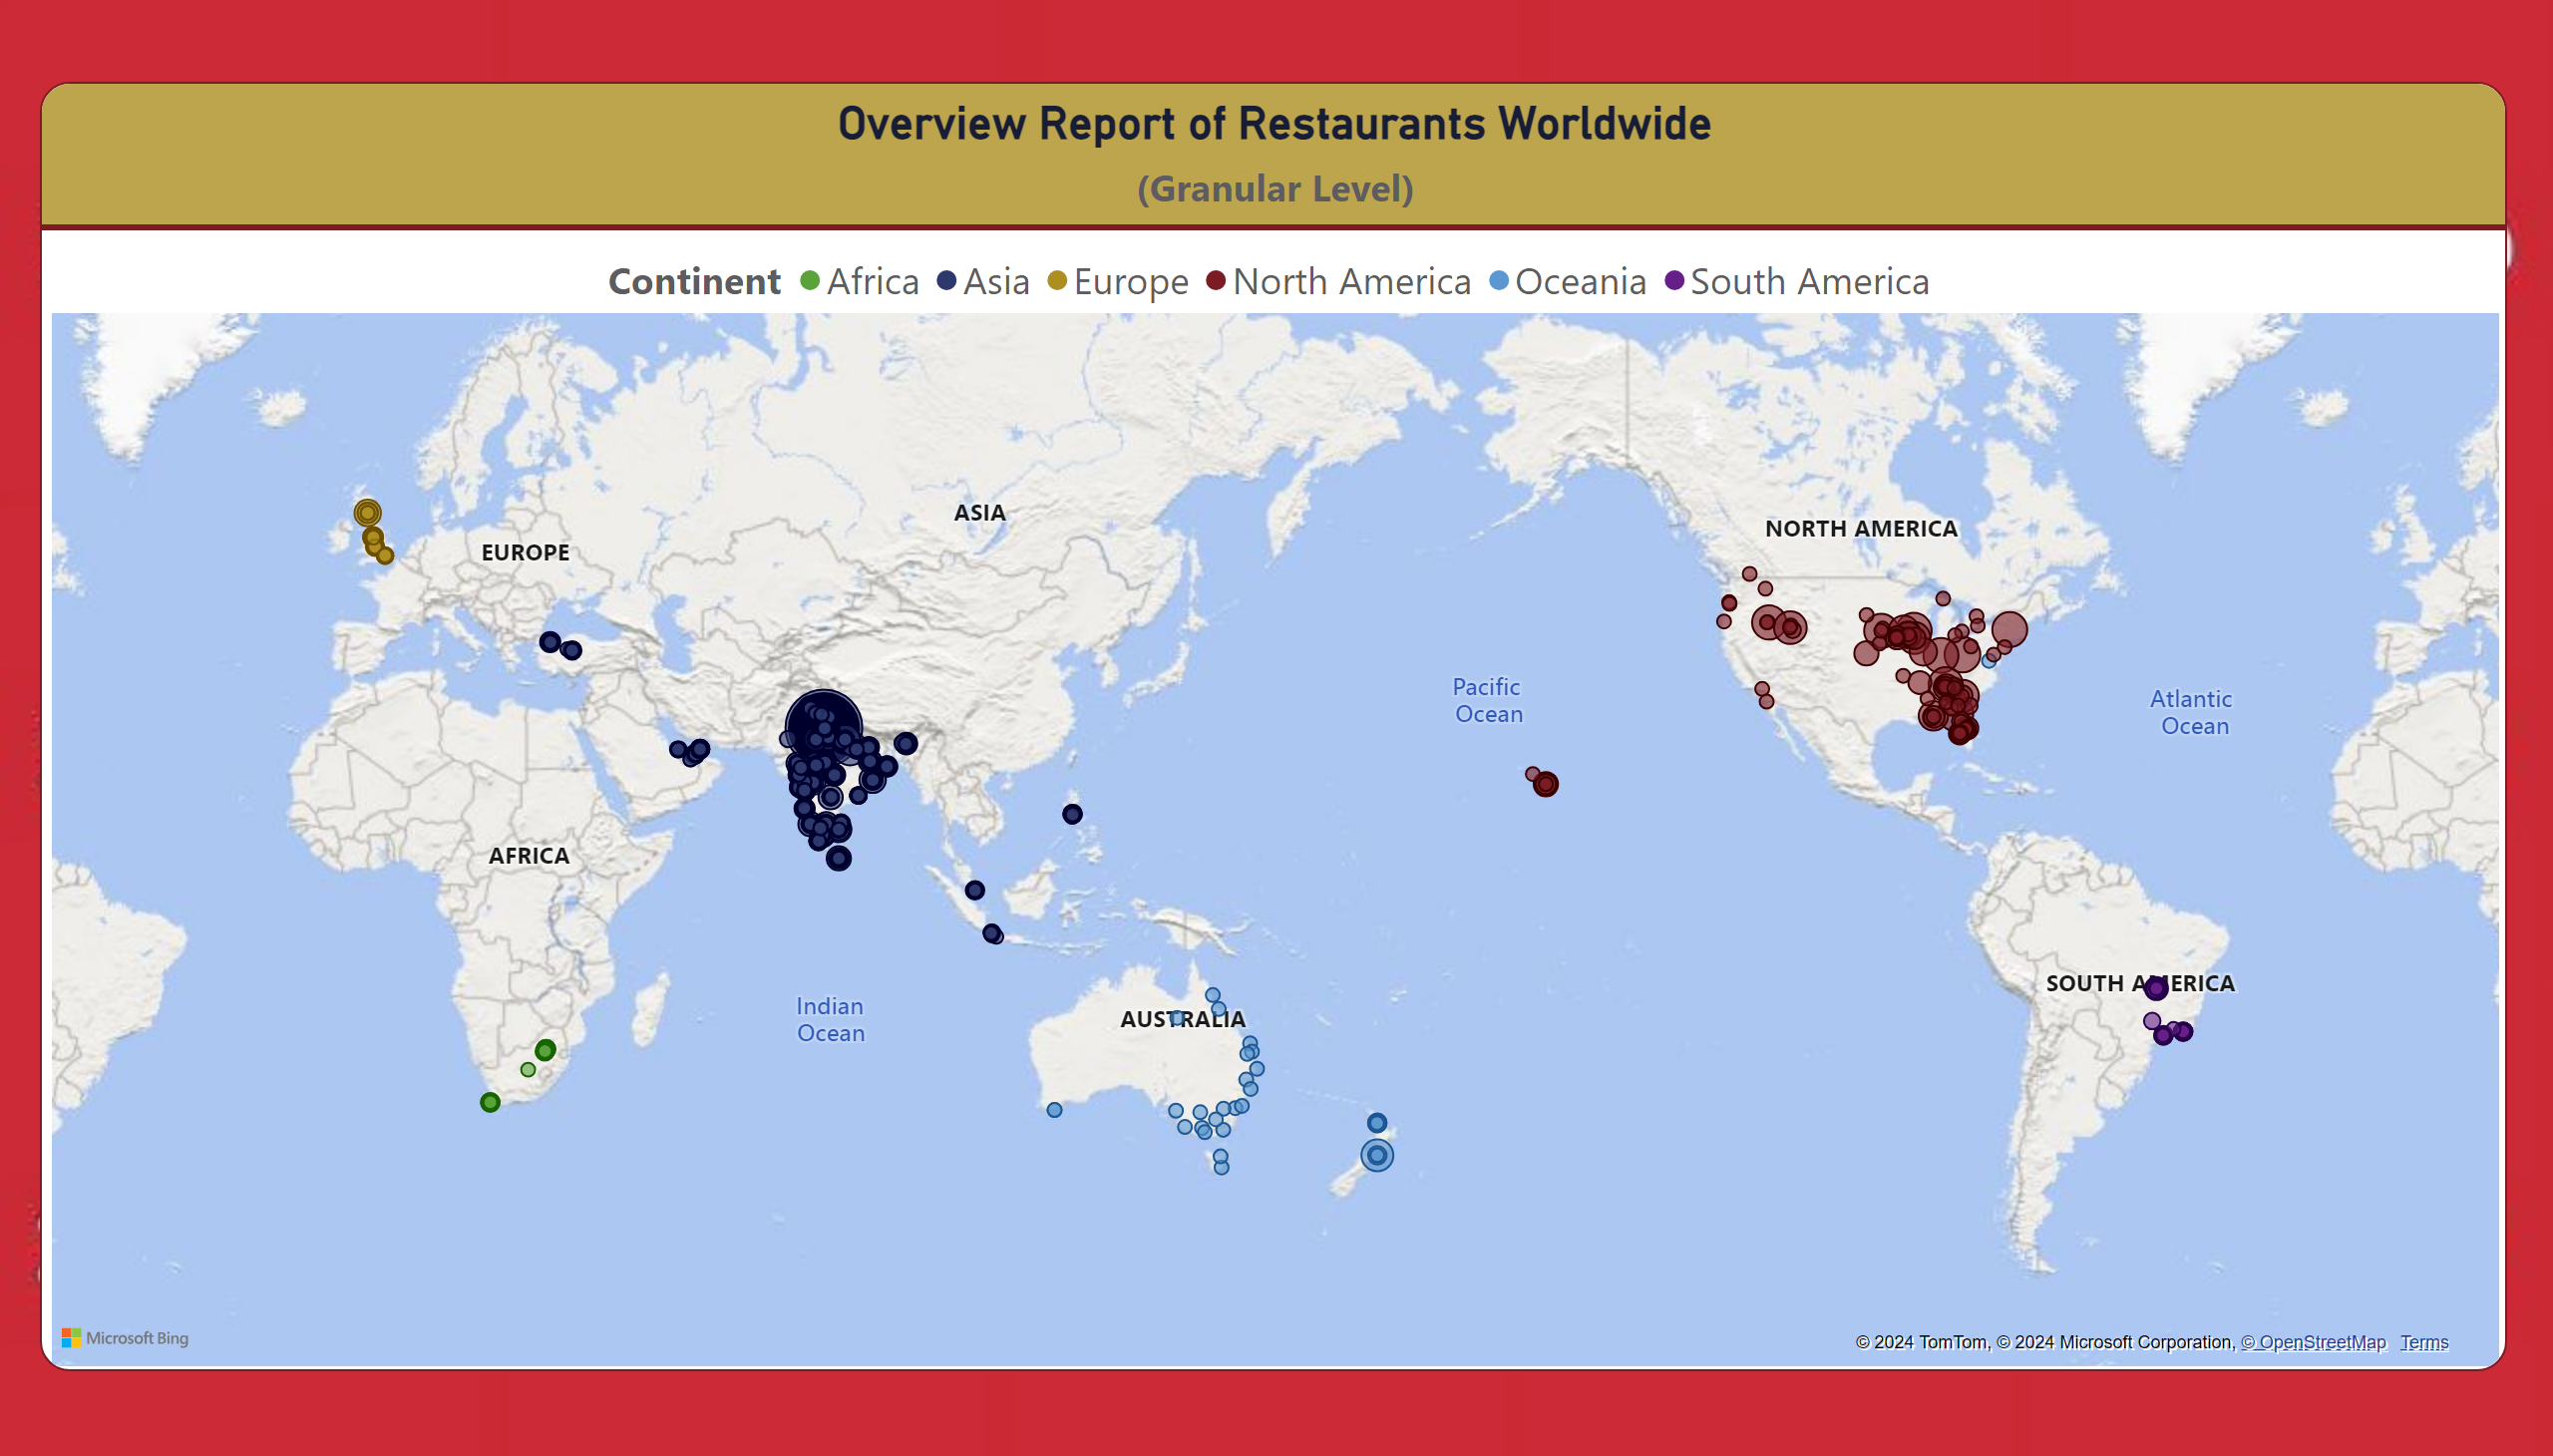 Overview Report of Restaurants Worldwide
(Granular Level)
Continent Africa Asia Europe North America Oceania South America
ASIA
NORTH AMERICA
EUROPE
Pacific
Ocean
Atlantic
Ocean
AFRICA
SOUTH AMERICA
Indian
Ocean
AUSTRALIA
Microsoft Bing
© 2024 TomTom, © 2024 Microsoft Corporation, © OpenStreetMap Terms